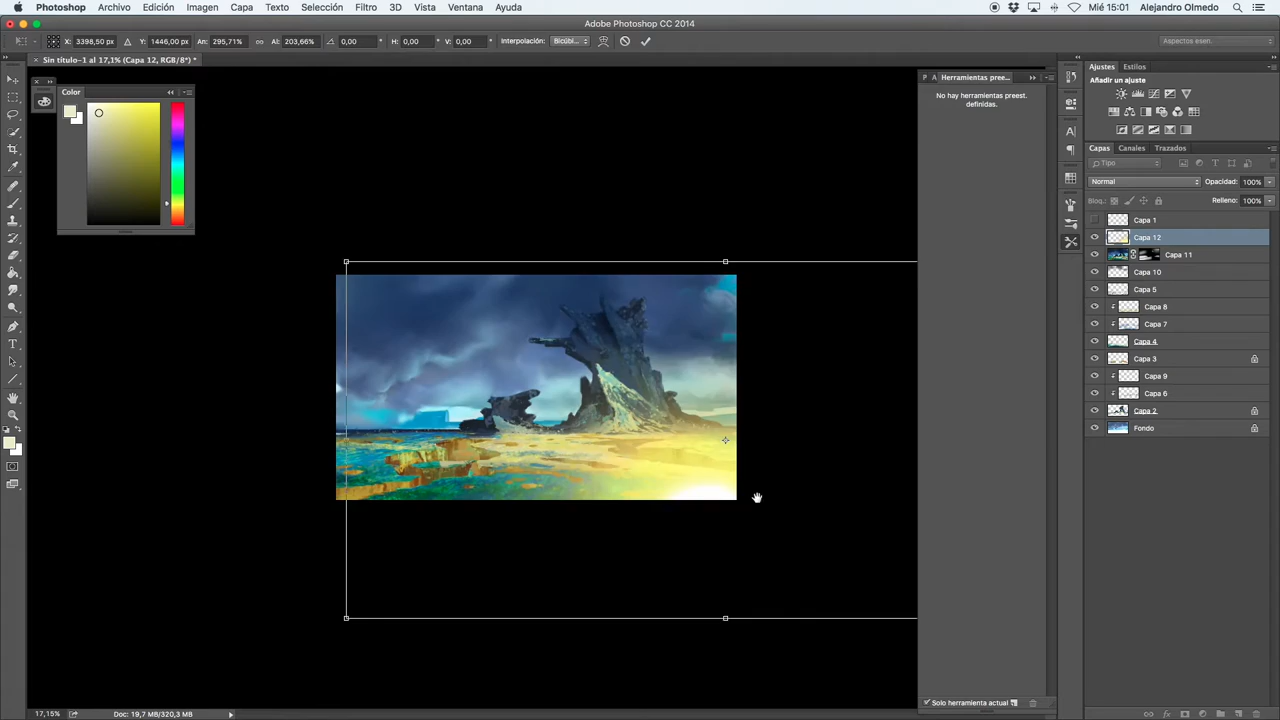 Photoshop Archivo Edición Imagen Capa Texto Selección Filtro 3D Vista Ventana Ayuda Mié 15:01 Alejandro Olmedo
Adobe Photoshop CC 2014
X: 3398,50 px Y: 1446,00 px An: 295,71% Al: 203,66% 0,00 ° H: 0,00 ° V: 0,00 ° Interpolación: Bicúbi... Aspectos esen.
Sin título-1 al 17,1% (Capa 12, RGB/8*) *
Color
Herramientas pree...
No hay herramientas preest.
definidas.
Solo herramienta actual
Ajustes Estilos
Añadir un ajuste
Capas Canales Trazados
Tipo
Normal Opacidad: 100%
Bloq.: Relleno: 100%
Capa 1
Capa 12
Capa 11
Capa 10
Capa 5
Capa 8
Capa 7
Capa 4
Capa 3
Capa 9
Capa 6
Capa 2
Fondo
17,15% Doc: 19,7 MB/320,3 MB